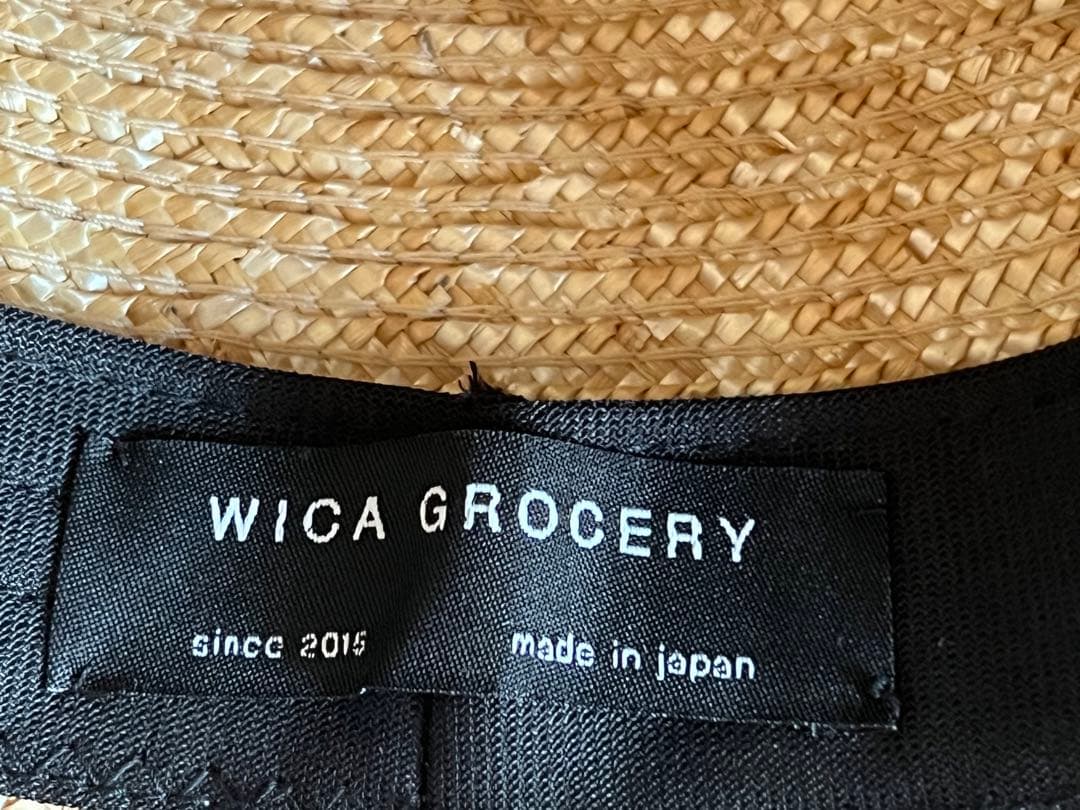 WICA GROCERY
since 2015
made in japan